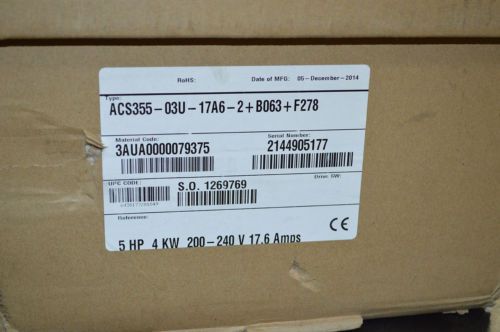 RoHS: Date of MFG: 05-December-2014
Type:
ACS355-03U-17A6-2+B063+F278
Material Code: Serial Number:
3AUA0000079375 2144905177
UPC CODE: S.O. 1269769 Drive SW:
Reference:
CE
5 HP 4 KW 200-240 V 17.6 Amps